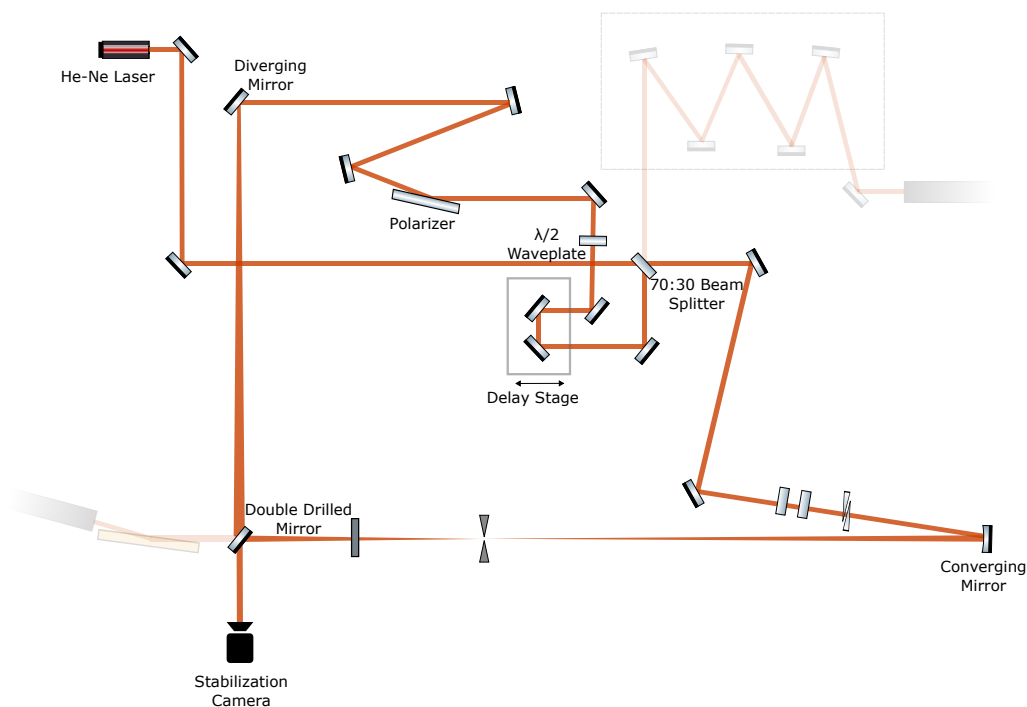 He-Ne Laser
Diverging
Mirror
Polarizer
λ/2
Waveplate
70:30 Beam
Splitter
Delay Stage
Double Drilled
Mirror
Converging
Mirror
Stabilization
Camera